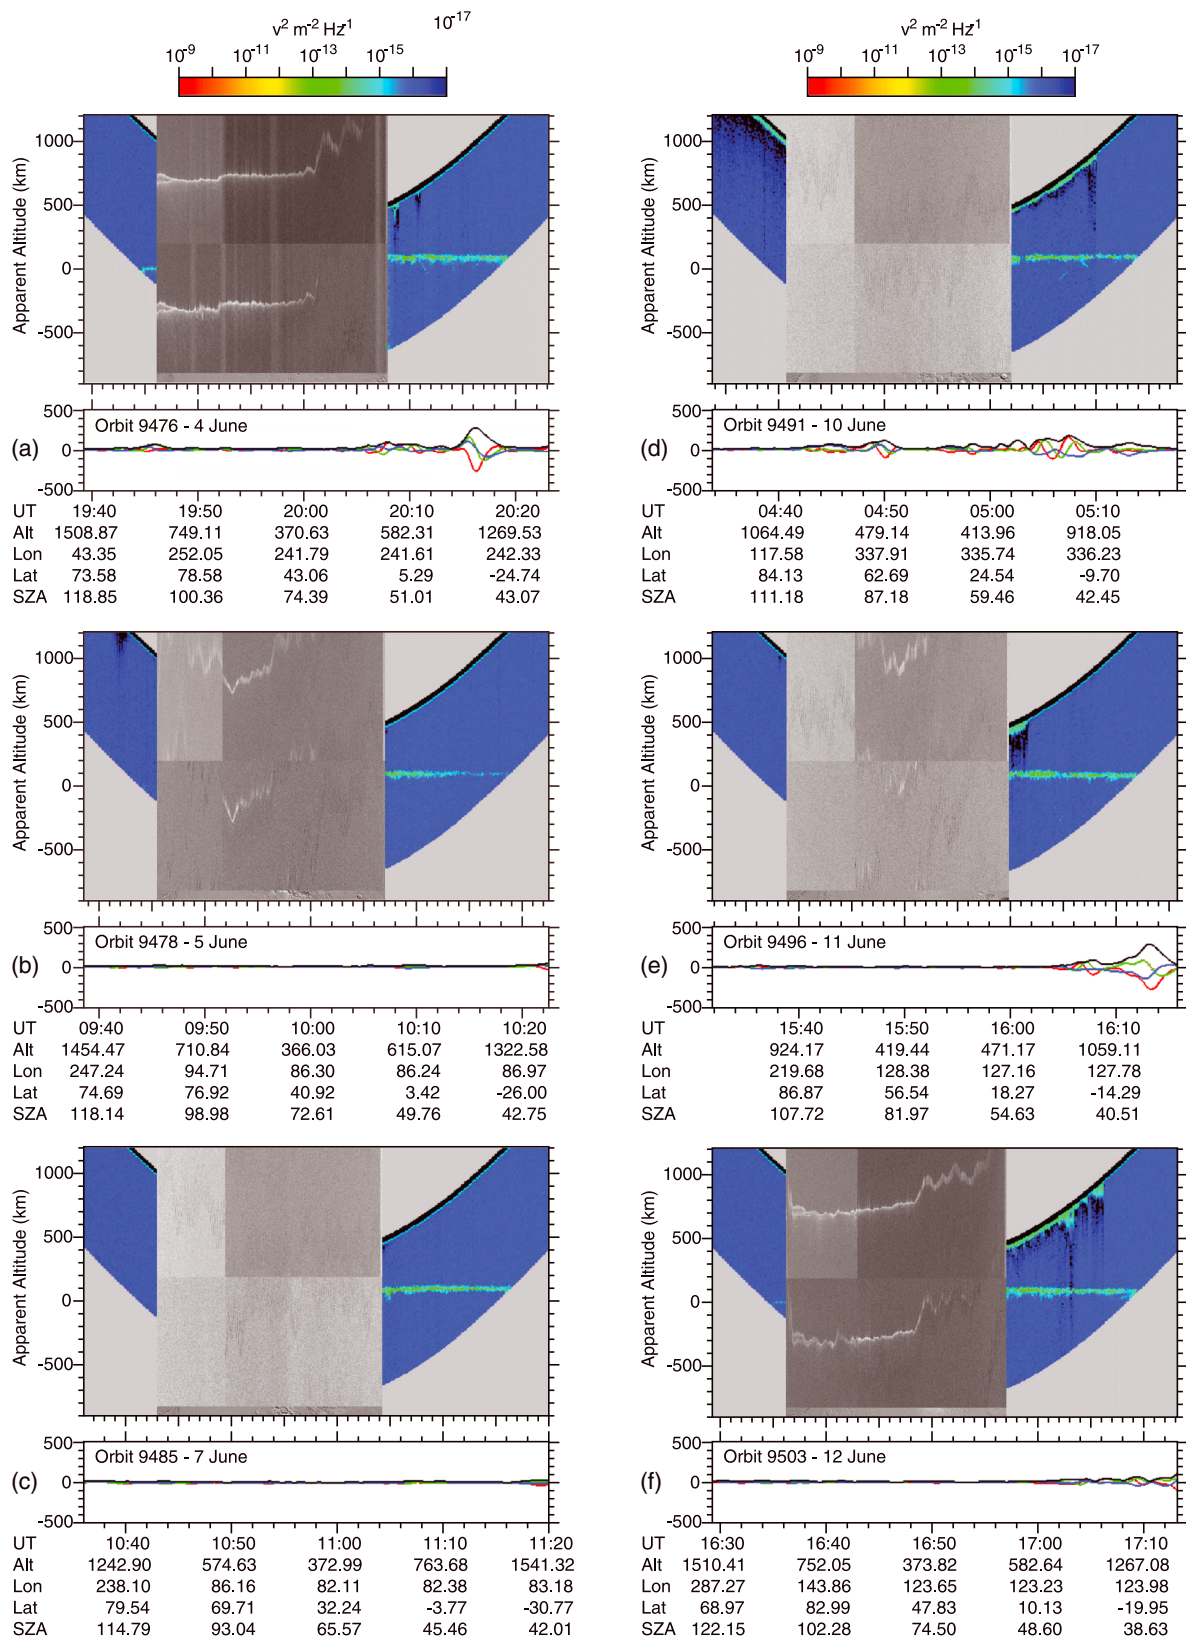 v² m⁻² Hz⁻¹
10⁻¹⁷
10⁻⁹ 10⁻¹¹ 10⁻¹³ 10⁻¹⁵
v² m⁻² Hz⁻¹
10⁻⁹ 10⁻¹¹ 10⁻¹³ 10⁻¹⁵ 10⁻¹⁷
Apparent Altitude (km)
1000
500
0
-500
500
0
-500
(a)
Orbit 9476 - 4 June
UT 19:40 19:50 20:00 20:10 20:20
Alt 1508.87 749.11 370.63 582.31 1269.53
Lon 43.35 252.05 241.79 241.61 242.33
Lat 73.58 78.58 43.06 5.29 -24.74
SZA 118.85 100.36 74.39 51.01 43.07
Apparent Altitude (km)
1000
500
0
-500
500
0
-500
(d)
Orbit 9491 - 10 June
UT 04:40 04:50 05:00 05:10
Alt 1064.49 479.14 413.96 918.05
Lon 117.58 337.91 335.74 336.23
Lat 84.13 62.69 24.54 -9.70
SZA 111.18 87.18 59.46 42.45
Apparent Altitude (km)
1000
500
0
-500
500
0
-500
(b)
Orbit 9478 - 5 June
UT 09:40 09:50 10:00 10:10 10:20
Alt 1454.47 710.84 366.03 615.07 1322.58
Lon 247.24 94.71 86.30 86.24 86.97
Lat 74.69 76.92 40.92 3.42 -26.00
SZA 118.14 98.98 72.61 49.76 42.75
Apparent Altitude (km)
1000
500
0
-500
500
0
-500
(e)
Orbit 9496 - 11 June
UT 15:40 15:50 16:00 16:10
Alt 924.17 419.44 471.17 1059.11
Lon 219.68 128.38 127.16 127.78
Lat 86.87 56.54 18.27 -14.29
SZA 107.72 81.97 54.63 40.51
Apparent Altitude (km)
1000
500
0
-500
500
0
-500
(c)
Orbit 9485 - 7 June
UT 10:40 10:50 11:00 11:10 11:20
Alt 1242.90 574.63 372.99 763.68 1541.32
Lon 238.10 86.16 82.11 82.38 83.18
Lat 79.54 69.71 32.24 -3.77 -30.77
SZA 114.79 93.04 65.57 45.46 42.01
Apparent Altitude (km)
1000
500
0
-500
500
0
-500
(f)
Orbit 9503 - 12 June
UT 16:30 16:40 16:50 17:00 17:10
Alt 1510.41 752.05 373.82 582.64 1267.08
Lon 287.27 143.86 123.65 123.23 123.98
Lat 68.97 82.99 47.83 10.13 -19.95
SZA 122.15 102.28 74.50 48.60 38.63